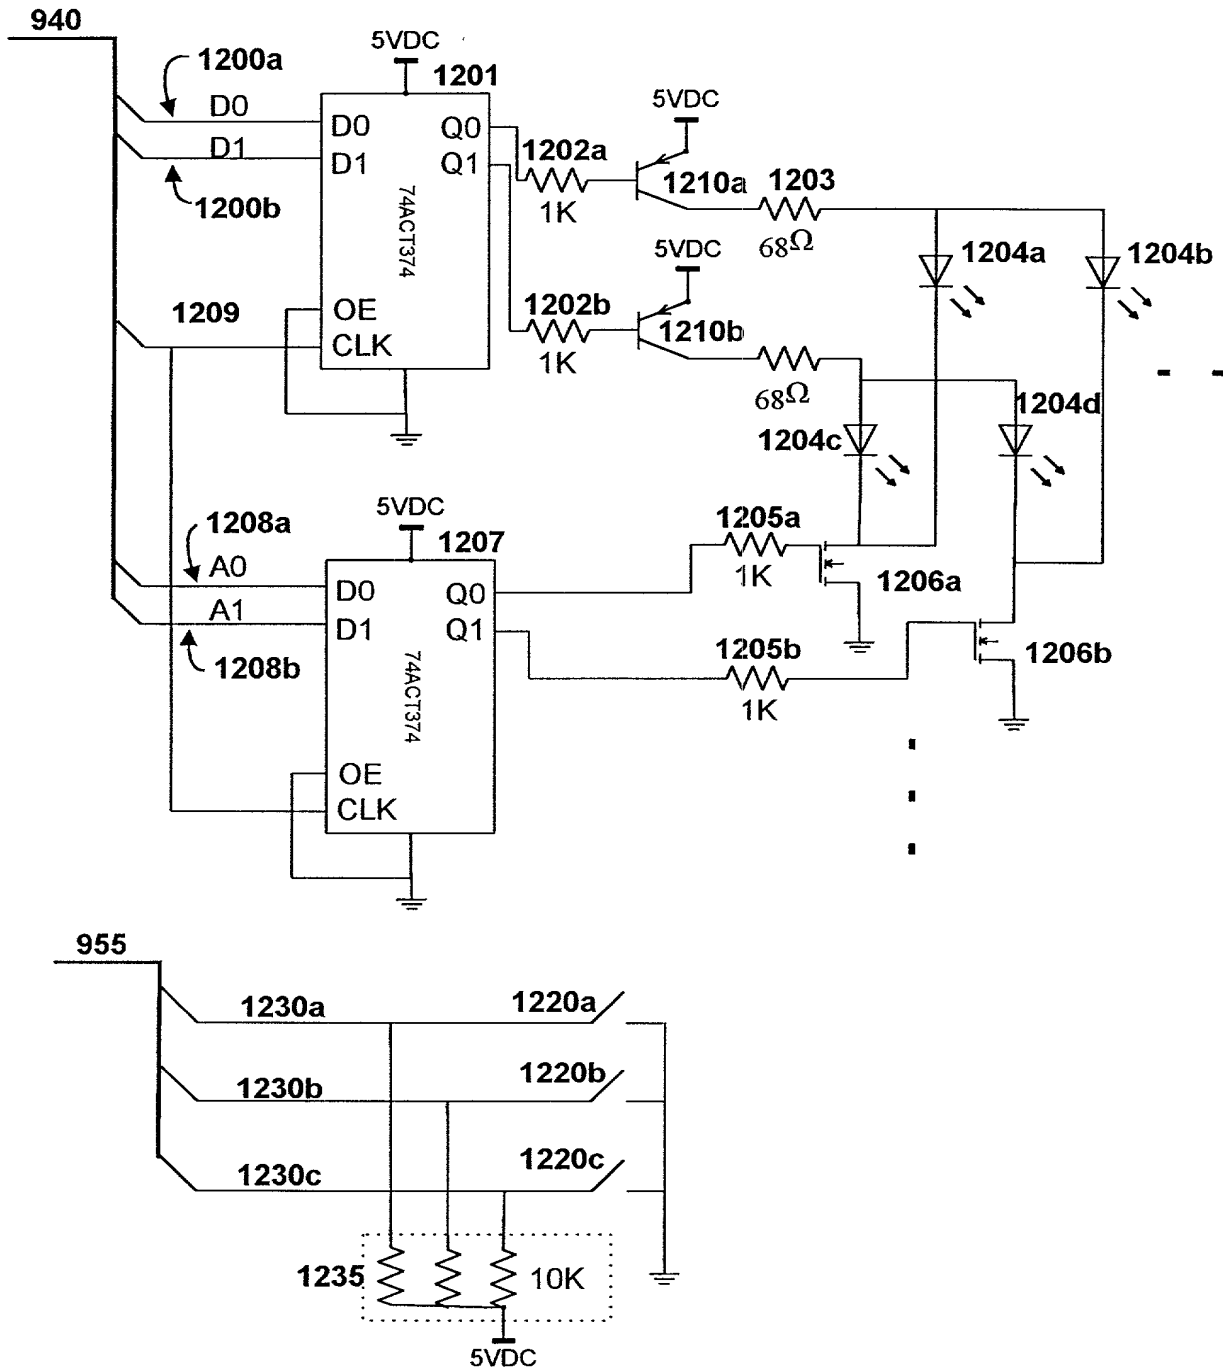 940
1200a
D0
D1
1200b
1209
5VDC
1201
D0
D1
Q0
Q1
74ACT374
OE
CLK
1202a
1K
5VDC
1210a
1203
68Ω
1204a
1204b
1202b
1K
5VDC
1210b
68Ω
1204c
1204d
1208a
A0
A1
1208b
5VDC
1207
D0
D1
Q0
Q1
74ACT374
OE
CLK
1205a
1K
1206a
1205b
1K
1206b
955
1230a
1220a
1230b
1220b
1230c
1220c
1235
10K
5VDC